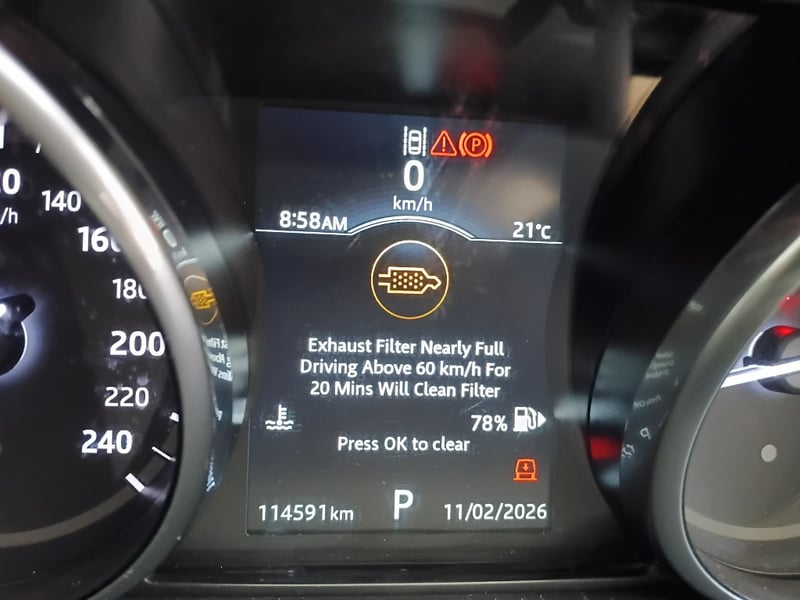 0
km/h
8:58AM
21°C
Exhaust Filter Nearly Full
Driving Above 60 km/h For
20 Mins Will Clean Filter
78%
Press OK to clear
114591km
P
11/02/2026
140
180
200
220
240